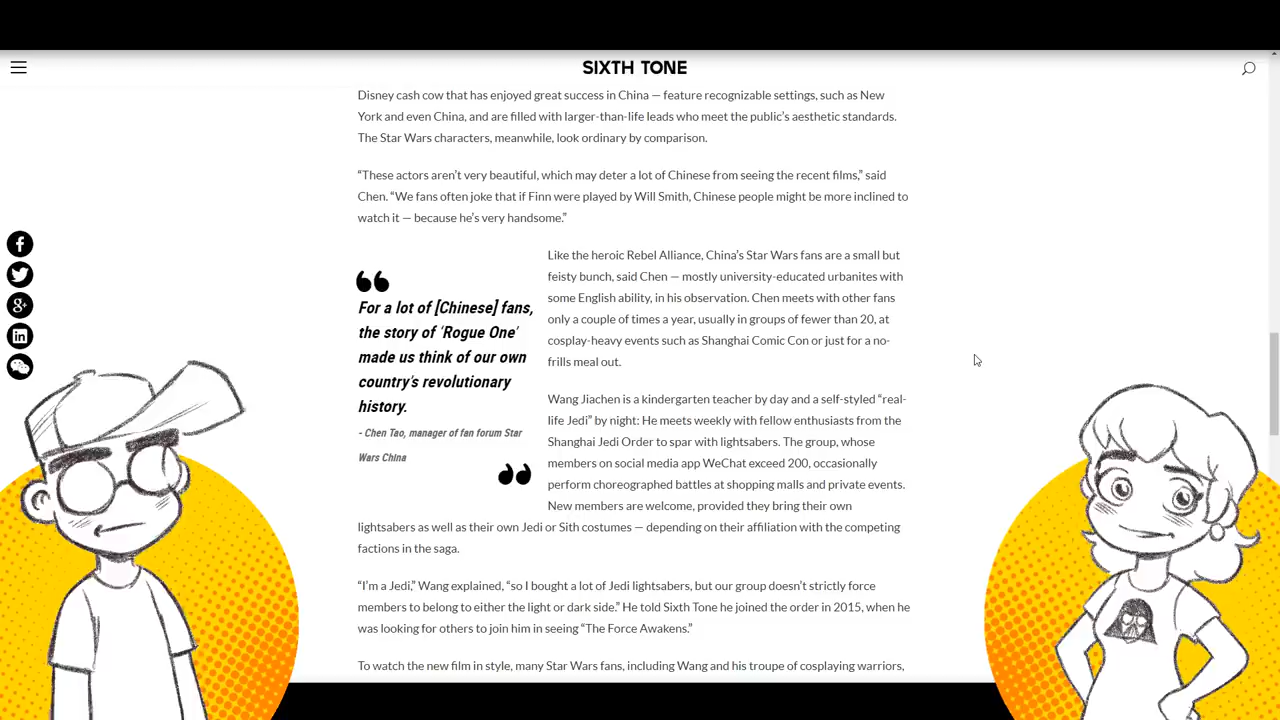 SIXTH TONE
Disney cash cow that has enjoyed great success in China — feature recognizable settings, such as New
York and even China, and are filled with larger-than-life leads who meet the public’s aesthetic standards.
The Star Wars characters, meanwhile, look ordinary by comparison.
“These actors aren’t very beautiful, which may deter a lot of Chinese from seeing the recent films,” said
Chen. “We fans often joke that if Finn were played by Will Smith, Chinese people might be more inclined to
watch it — because he’s very handsome.”
“
For a lot of [Chinese] fans,
the story of ‘Rogue One’
made us think of our own
country’s revolutionary
history.
- Chen Tao, manager of fan forum Star
Wars China
”
Like the heroic Rebel Alliance, China’s Star Wars fans are a small but
feisty bunch, said Chen — mostly university-educated urbanites with
some English ability, in his observation. Chen meets with other fans
only a couple of times a year, usually in groups of fewer than 20, at
cosplay-heavy events such as Shanghai Comic Con or just for a no-
frills meal out.
Wang Jiachen is a kindergarten teacher by day and a self-styled “real-
life Jedi” by night: He meets weekly with fellow enthusiasts from the
Shanghai Jedi Order to spar with lightsabers. The group, whose
members on social media app WeChat exceed 200, occasionally
perform choreographed battles at shopping malls and private events.
New members are welcome, provided they bring their own
lightsabers as well as their own Jedi or Sith costumes — depending on their affiliation with the competing
factions in the saga.
“I’m a Jedi,” Wang explained, “so I bought a lot of Jedi lightsabers, but our group doesn’t strictly force
members to belong to either the light or dark side.” He told Sixth Tone he joined the order in 2015, when he
was looking for others to join him in seeing “The Force Awakens.”
To watch the new film in style, many Star Wars fans, including Wang and his troupe of cosplaying warriors,